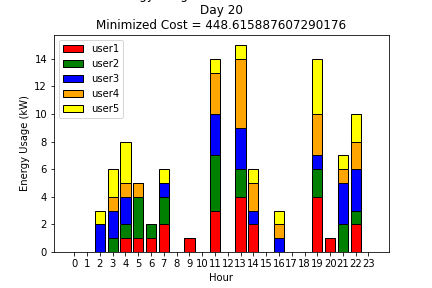 Day 20
Minimized Cost = 448.615887607290176
user1
user2
user3
user4
user5
Energy Usage (kW)
14
12
10
8
6
4
2
0
0 1 2 3 4 5 6 7 8 9 10 11 12 13 14 15 16 17 18 19 20 21 22 23
Hour